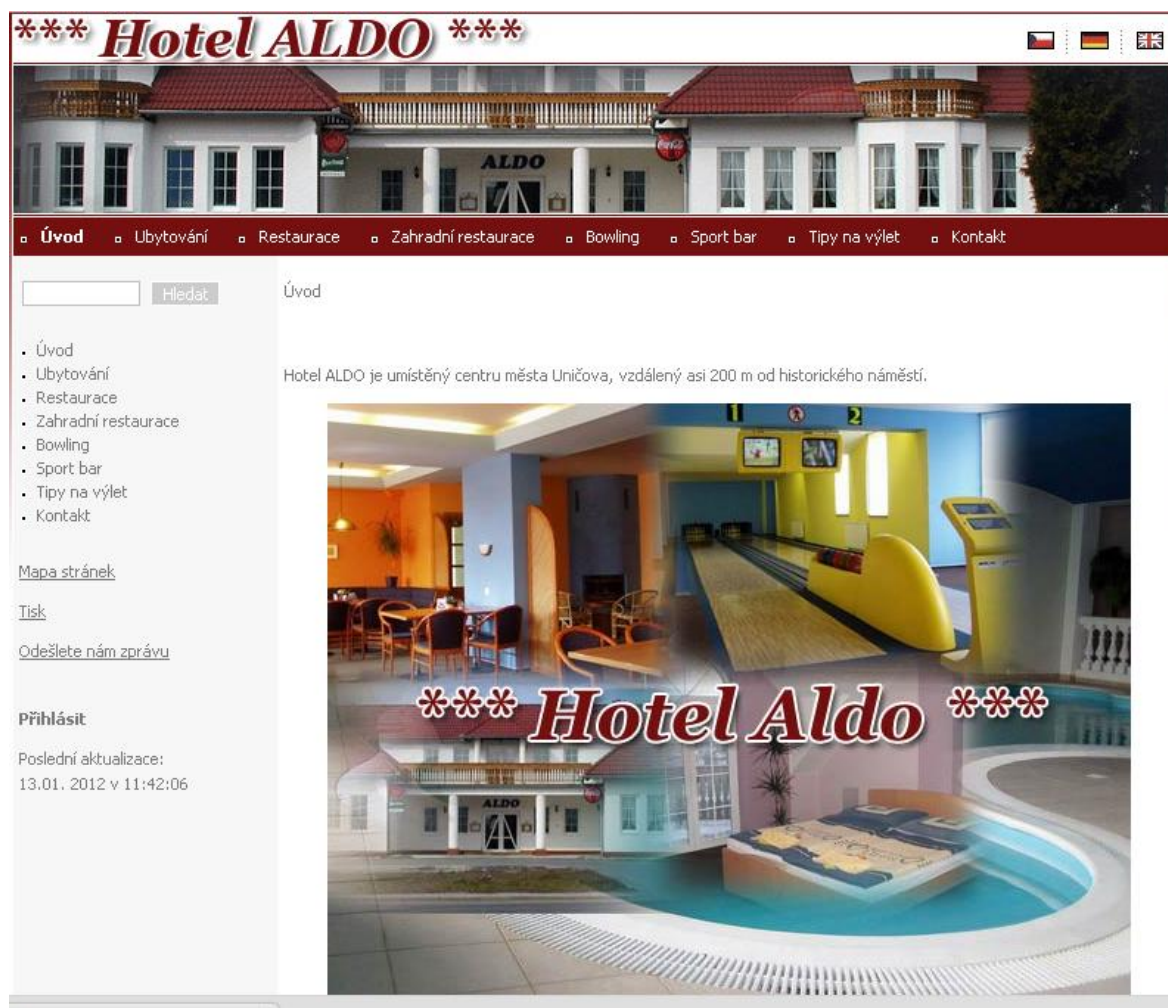 *** Hotel ALDO ***
ALDO
Coca-Cola
Úvod Ubytování Restaurace Zahradní restaurace Bowling Sport bar Tipy na výlet Kontakt
Hledat
Úvod
Úvod
Ubytování
Restaurace
Zahradní restaurace
Bowling
Sport bar
Tipy na výlet
Kontakt
Mapa stránek
Tisk
Odešlete nám zprávu
Přihlásit
Poslední aktualizace:
13.01. 2012 v 11:42:06
Hotel ALDO je umístěný centru města Uničova, vzdálený asi 200 m od historického náměstí.
1 2
*** Hotel Aldo ***
ALDO